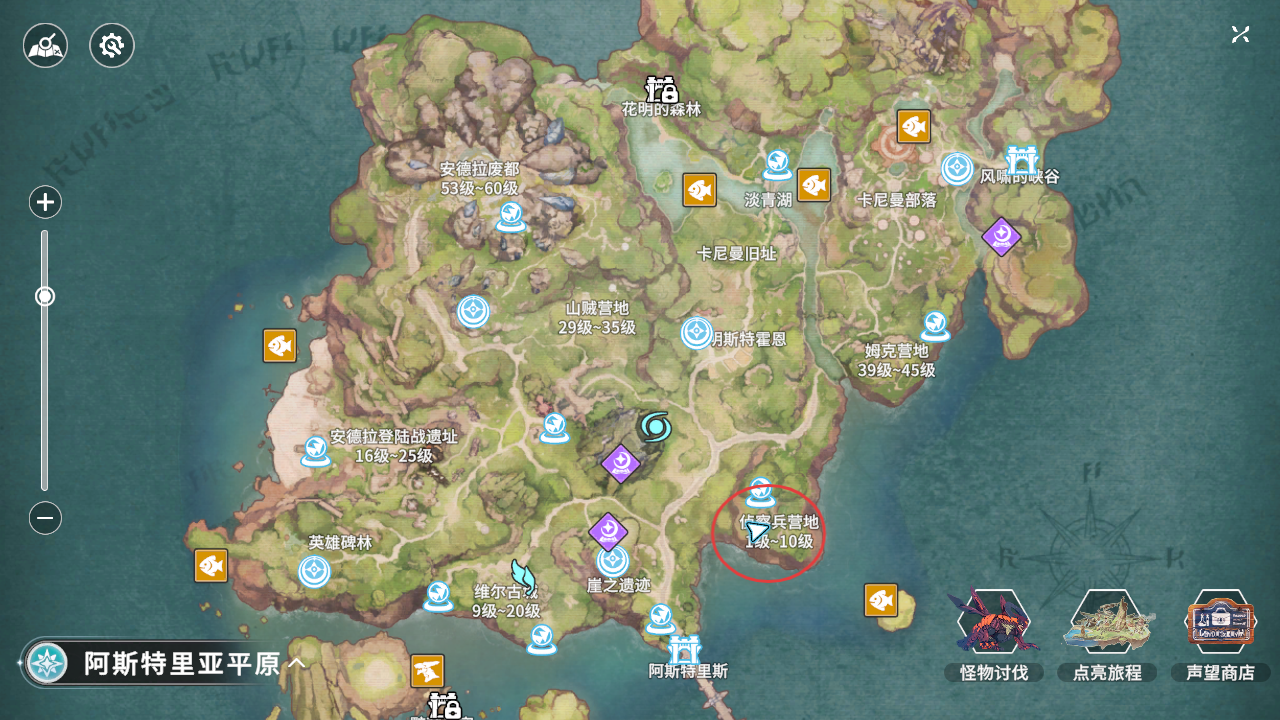 花明的森林
安德拉废都
53级~60级
淡青湖
卡尼曼部落
风啸的峡谷
卡尼曼旧址
山贼营地
29级~35级
明斯特霍恩
姆克营地
39级~45级
安德拉登陆战遗址
16级~25级
侦察兵营地
1级~10级
英雄碑林
维尔古城
9级~20级
崖之遗迹
阿斯特里斯
阿斯特里亚平原
怪物讨伐
点亮旅程
声望商店